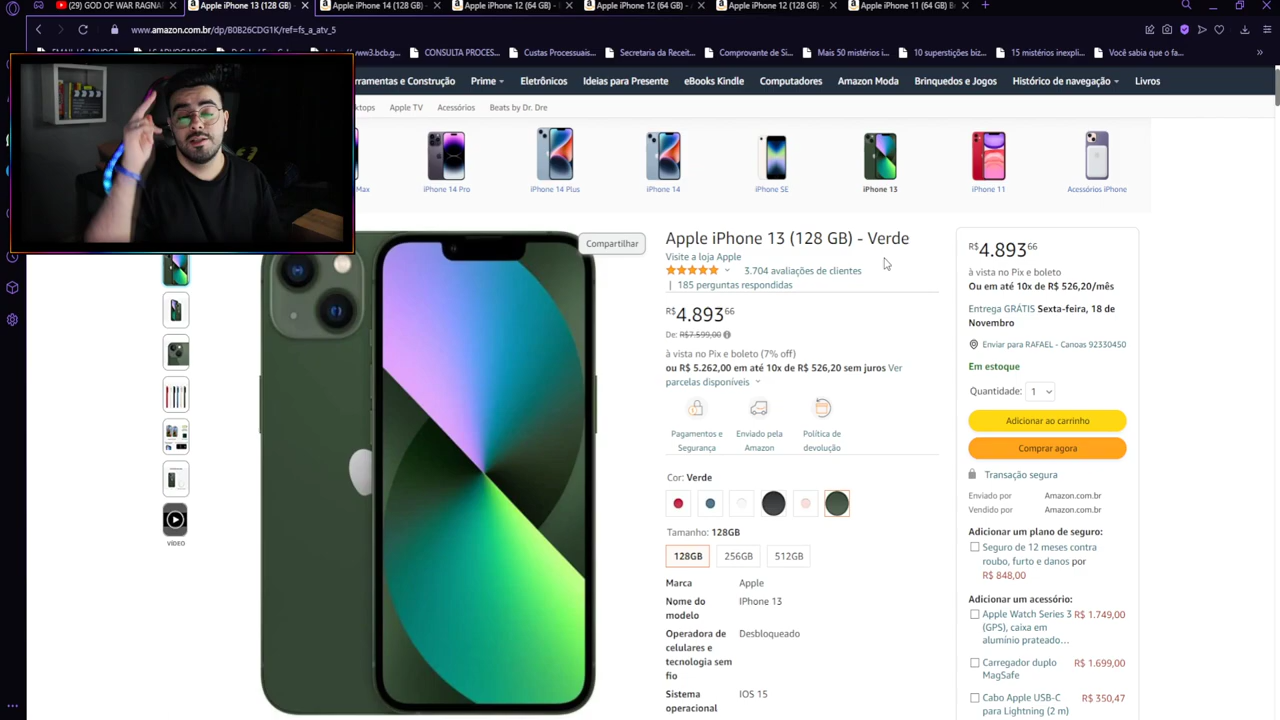 (29) GOD OF WAR RAGNAI
Apple iPhone 13 (128 GB)
Apple iPhone 14 (128 GB)
Apple iPhone 12 (64 GB)
Apple iPhone 12 (64 GB)
Apple iPhone 12 (128 GB)
Apple iPhone 11 (64 GB) B
www.amazon.com.br/dp/B0B26CDG1K/ref=fs_a_atv_5
CONSULTA PROCES...
Custas Processuais...
Secretaria da Receit...
Comprovante de Si...
Mais 50 mistérios i...
10 superstições biz...
15 mistérios inexpli...
Você sabia que o fa...
ramentas e Construção
Prime
Eletrônicos
Ideias para Presente
eBooks Kindle
Computadores
Amazon Moda
Brinquedos e Jogos
Histórico de navegação
Livros
ktops
Apple TV
Acessórios
Beats by Dr. Dre
Max
iPhone 14 Pro
iPhone 14 Plus
iPhone 14
iPhone SE
iPhone 13
iPhone 11
Acessórios iPhone
VÍDEO
Compartilhar
Apple iPhone 13 (128 GB) - Verde
Visite a loja Apple
3.704 avaliações de clientes
| 185 perguntas respondidas
R$4.893 66
De: R$7.599,00
à vista no Pix e boleto (7% off)
ou R$ 5.262,00 em até 10x de R$ 526,20 sem juros Ver
parcelas disponíveis
Pagamentos e
Segurança
Enviado pela
Amazon
Política de
devolução
Cor: Verde
Tamanho: 128GB
128GB
256GB
512GB
Marca Apple
Nome do
modelo
IPhone 13
Operadora de
celulares e
tecnologia sem
fio
Desbloqueado
Sistema
operacional
IOS 15
R$4.893 66
à vista no Pix e boleto
Ou em até 10x de R$ 526,20/mês
Entrega GRÁTIS Sexta-feira, 18 de
Novembro
Enviar para RAFAEL - Canoas 92330450
Em estoque
Quantidade: 1
Adicionar ao carrinho
Comprar agora
Transação segura
Enviado por Amazon.com.br
Vendido por Amazon.com.br
Adicionar um plano de seguro:
Seguro de 12 meses contra
roubo, furto e danos por
R$ 848,00
Adicionar um acessório:
Apple Watch Series 3 R$ 1.749,00
(GPS), caixa em
alumínio prateado...
Carregador duplo R$ 1.699,00
MagSafe
Cabo Apple USB-C R$ 350,47
para Lightning (2 m)